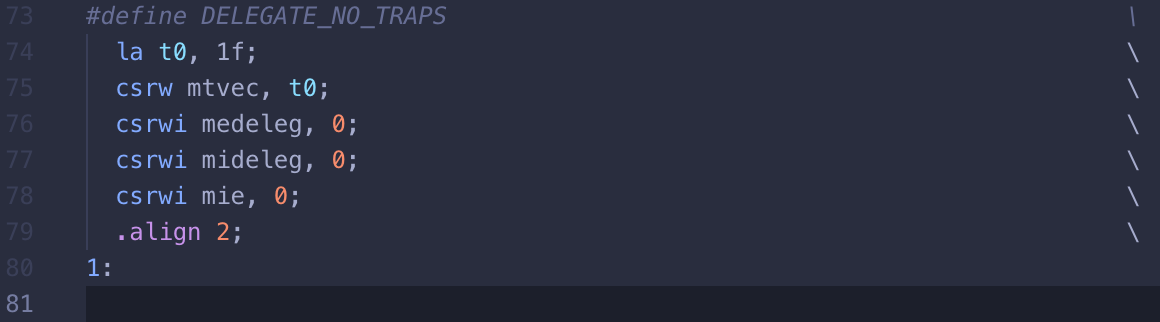 73 #define DELEGATE_NO_TRAPS \
74 la t0, 1f; \
75 csrw mtvec, t0; \
76 csrwi medeleg, 0; \
77 csrwi mideleg, 0; \
78 csrwi mie, 0; \
79 .align 2; \
80 1:
81